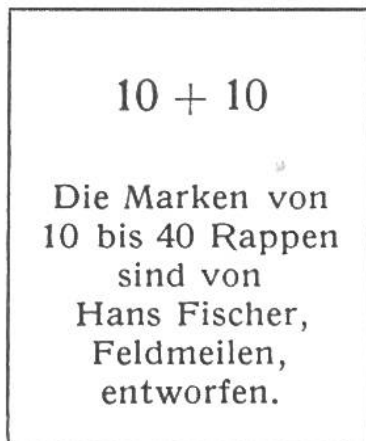 10 + 10
Die Marken von
10 bis 40 Rappen
sind von
Hans Fischer,
Feldmeilen,
entworfen.